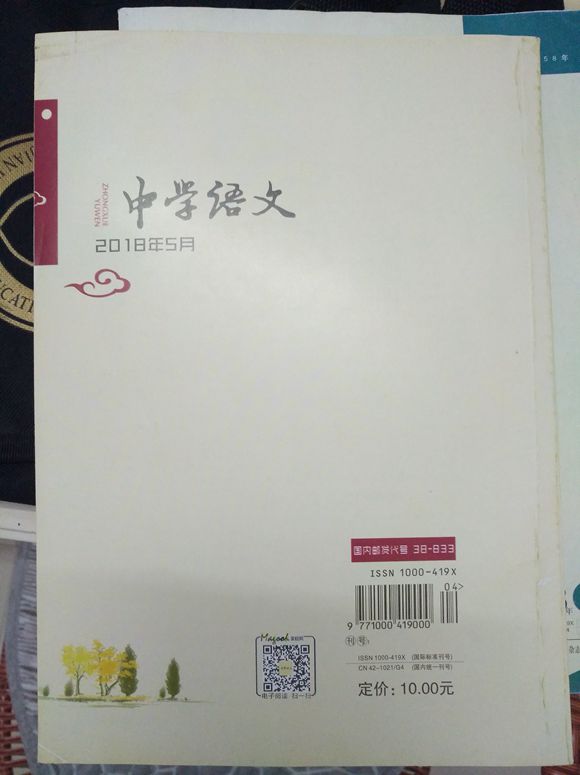 58年
ZHONGXUE
YUWEN
中学语文
2018年5月
国内邮发代号 38-833
ISSN 1000-419X
04>
9 771000 419000
刊号:
ISSN 1000-419X (国际标准刊号)
CN 42-1021/G4 (国内统一刊号)
定价: 10.00元
电子阅读 扫一扫